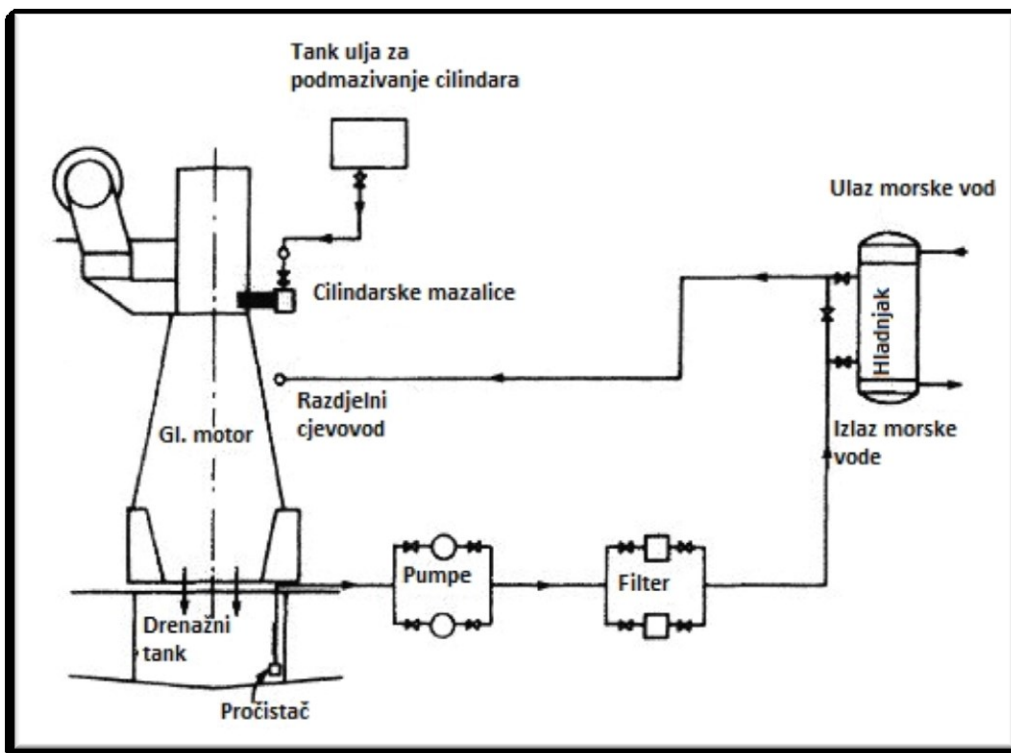 Tank ulja za
podmazivanje cilindara
Ulaz morske vod
Cilindarske mazalice
Hladnjak
Razdjelni
cjevovod
Gl. motor
Izlaz morske
vode
Pumpe
Filter
Drenažni
tank
Pročistač